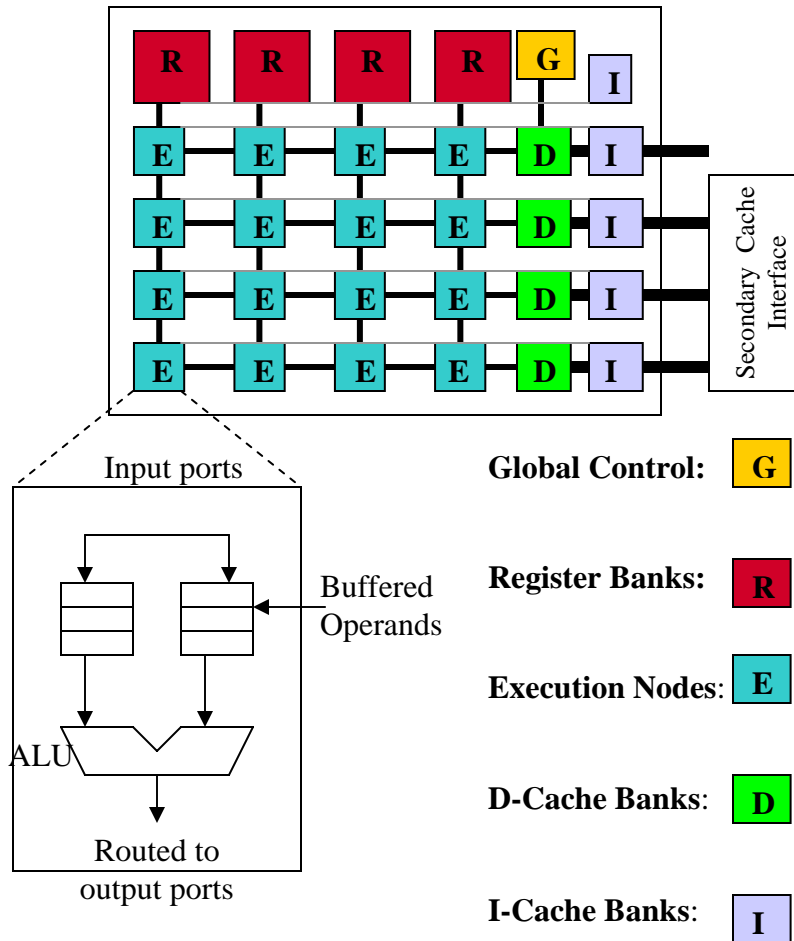 R R R R G I
E E E E D I
E E E E D I
E E E E D I
E E E E D I
Secondary Cache
Interface
Input ports
Buffered
Operands
ALU
Routed to
output ports
Global Control: G
Register Banks: R
Execution Nodes: E
D-Cache Banks: D
I-Cache Banks: I